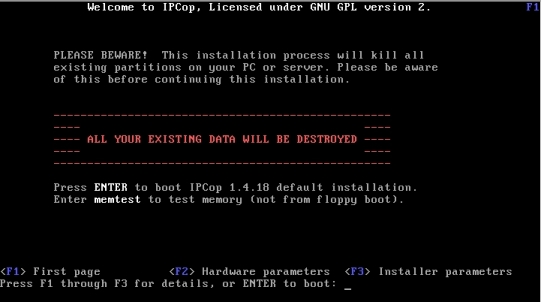 Welcome to IPCop, Licensed under GNU GPL version 2. F1
PLEASE BEWARE! This installation process will kill all
existing partitions on your PC or server. Please be aware
of this before continuing this installation.
--------------------------------------------------
---- ----
---- ALL YOUR EXISTING DATA WILL BE DESTROYED ----
---- ----
--------------------------------------------------
Press ENTER to boot IPCop 1.4.18 default installation.
Enter memtest to test memory (not from floppy boot).
<F1> First page <F2> Hardware parameters <F3> Installer parameters
Press F1 through F3 for details, or ENTER to boot: _